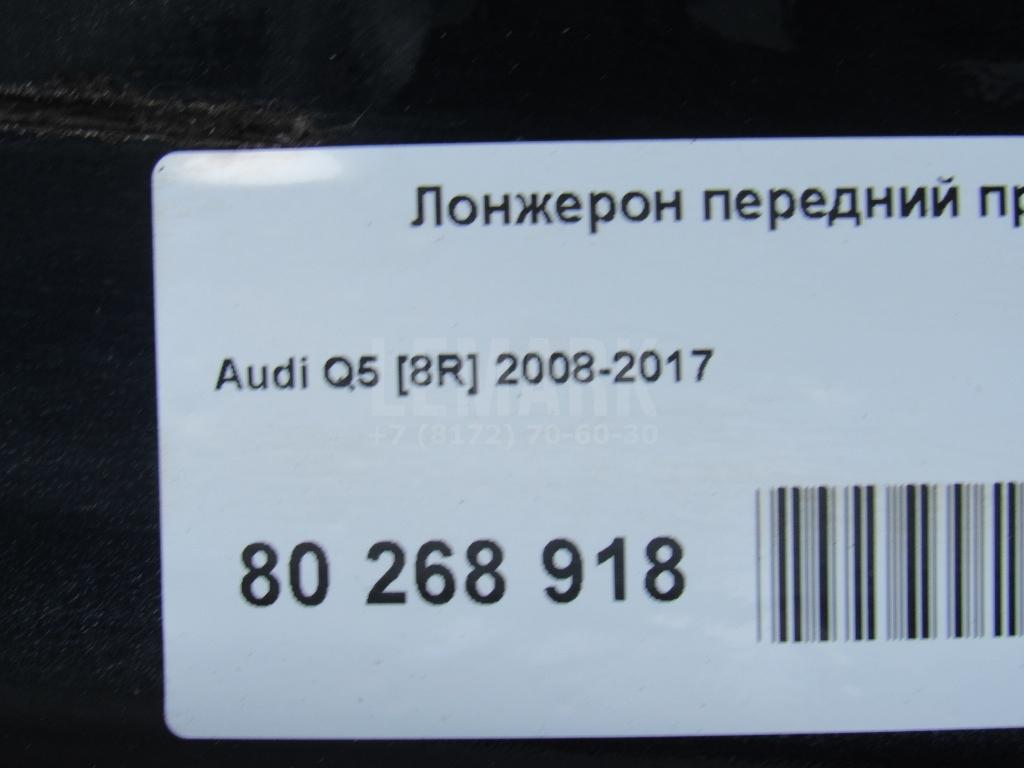 Лонжерон передний пр
Audi Q5 [8R] 2008-2017
LEMARK
+7 (8172) 70-60-30
80 268 918